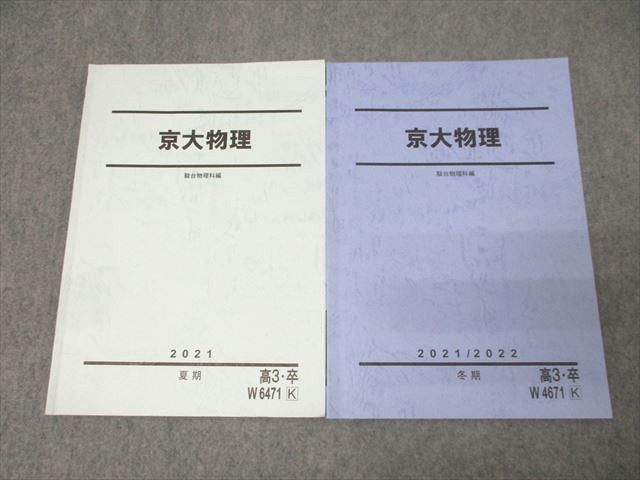 京大物理
駿台物理科編
2021
夏期
高3・卒
W6471 K
京大物理
駿台物理科編
2021/2022
冬期
高3・卒
W4671 K